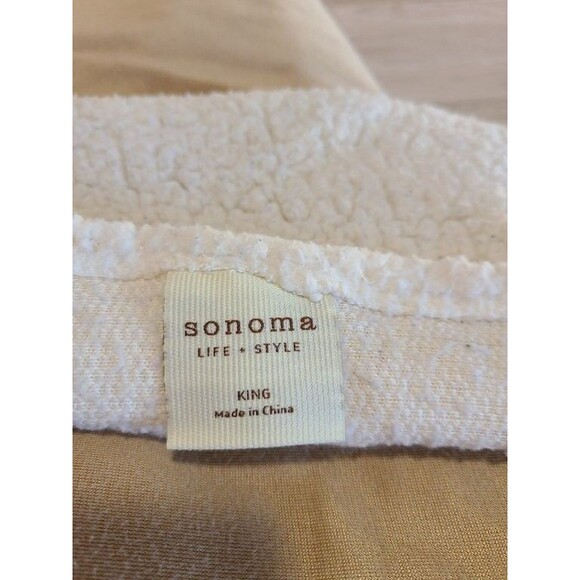 sonoma
LIFE + STYLE
KING
Made in China